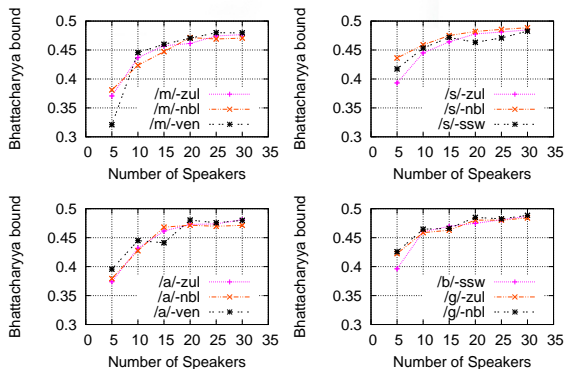 Bhattacharyya bound
0.5
0.45
0.4
0.35
0.3
0 5 10 15 20 25 30 35
Number of Speakers
/m/-zul
/m/-nbl
/m/-ven
Bhattacharyya bound
0.5
0.45
0.4
0.35
0.3
0 5 10 15 20 25 30 35
Number of Speakers
/s/-zul
/s/-nbl
/s/-ssw
Bhattacharyya bound
0.5
0.45
0.4
0.35
0.3
0 5 10 15 20 25 30 35
Number of Speakers
/a/-zul
/a/-nbl
/a/-ven
Bhattacharyya bound
0.5
0.45
0.4
0.35
0.3
0 5 10 15 20 25 30 35
Number of Speakers
/b/-ssw
/g/-zul
/g/-nbl